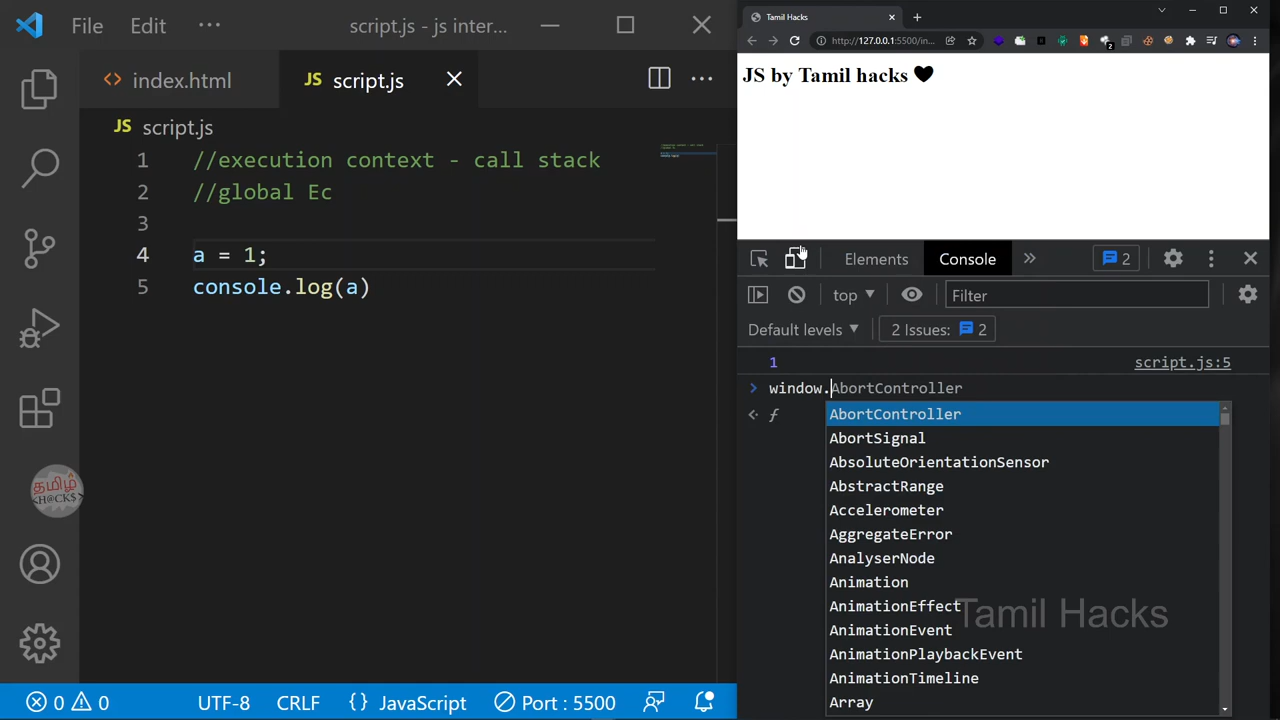 File Edit ··· script.js - js inter...
index.html JS script.js
JS script.js
1 //execution context - call stack
2 //global Ec
3
4 a = 1;
5 console.log(a)
தமிழ்
<H@CK$>
0 0 UTF-8 CRLF {} JavaScript Port : 5500
Tamil Hacks
http://127.0.0.1:5500/in...
JS by Tamil hacks 🖤
Elements Console » 2
top Filter
Default levels 2 Issues: 2
1 script.js:5
> window.AbortController
ƒ
AbortController
AbortSignal
AbsoluteOrientationSensor
AbstractRange
Accelerometer
AggregateError
AnalyserNode
Animation
AnimationEffect
AnimationEvent
AnimationPlaybackEvent
AnimationTimeline
Array
Tamil Hacks